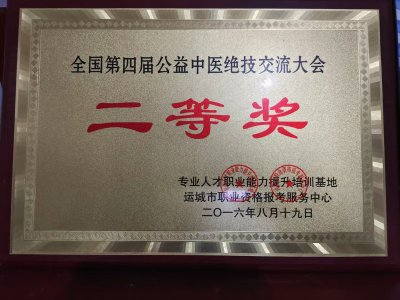 全国第四届公益中医绝技交流大会
二等奖
专业人才职业能力提升培训基地
运城市职业资格报考服务中心
二〇一六年八月十九日